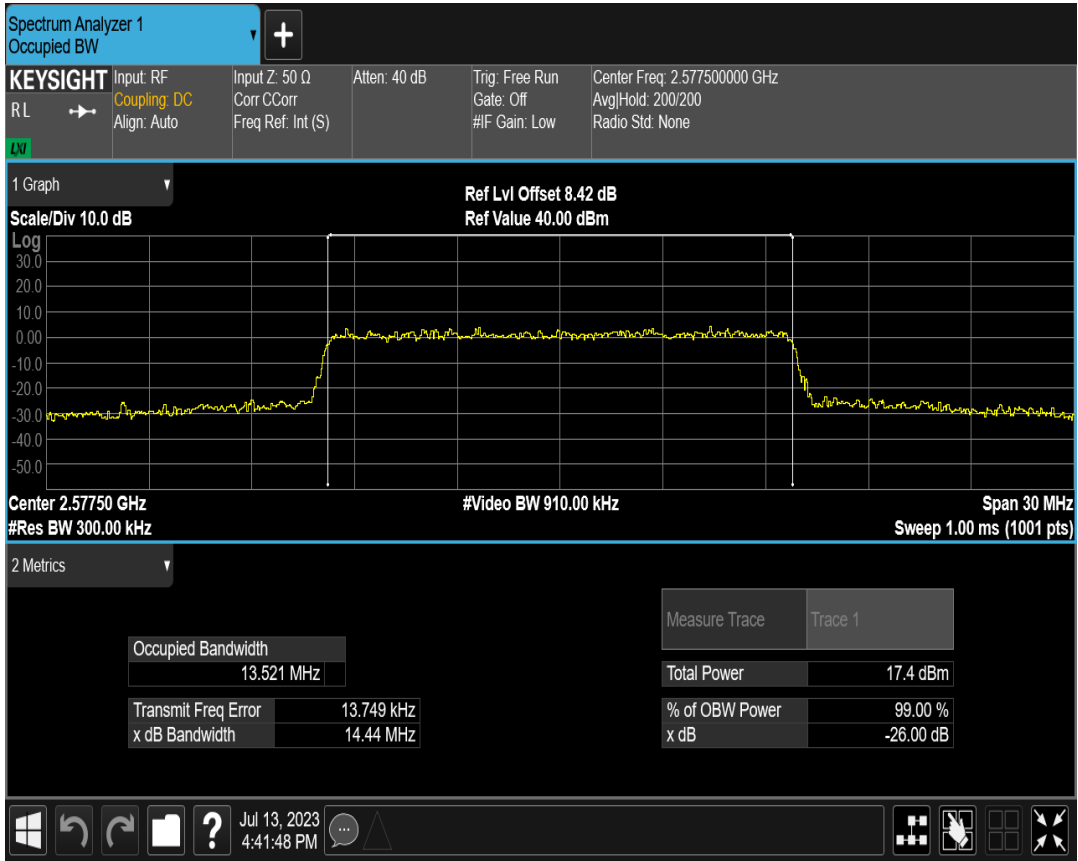 Spectrum Analyzer 1
Occupied BW
+
KEYSIGHT
R L
LXI
Input: RF
Coupling: DC
Align: Auto
Input Z: 50 Ω
Corr CCorr
Freq Ref: Int (S)
Atten: 40 dB
Trig: Free Run
Gate: Off
#IF Gain: Low
Center Freq: 2.577500000 GHz
Avg|Hold: 200/200
Radio Std: None
1 Graph
Scale/Div 10.0 dB
Ref Lvl Offset 8.42 dB
Ref Value 40.00 dBm
Log
30.0
20.0
10.0
0.00
-10.0
-20.0
-30.0
-40.0
-50.0
Center 2.57750 GHz
#Video BW 910.00 kHz
Span 30 MHz
#Res BW 300.00 kHz
Sweep 1.00 ms (1001 pts)
2 Metrics
Occupied Bandwidth
13.521 MHz
Transmit Freq Error 13.749 kHz
x dB Bandwidth 14.44 MHz
Measure Trace Trace 1
Total Power 17.4 dBm
% of OBW Power 99.00 %
x dB -26.00 dB
?
Jul 13, 2023
4:41:48 PM